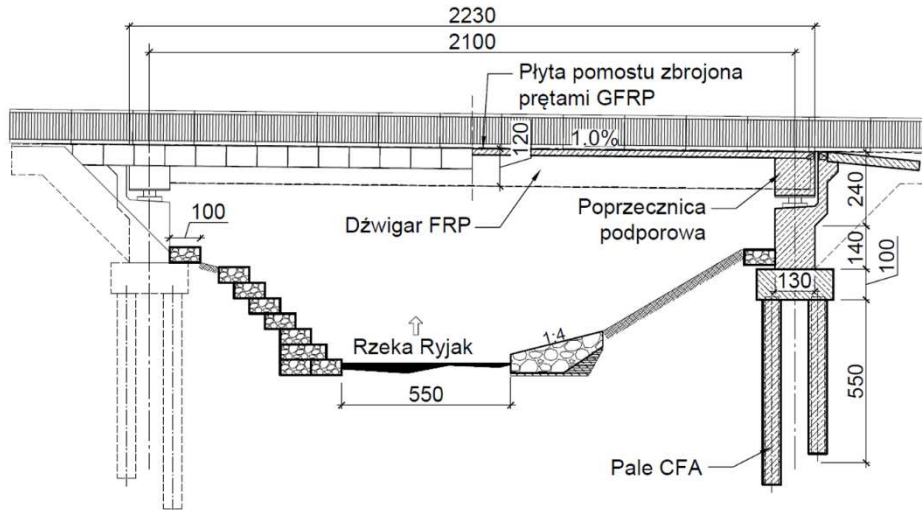 2230
2100
Płyta pomostu zbrojona
prętami GFRP
120
1.0%
Dźwigar FRP
Poprzecznica
podporowa
240
100
140
100
130
1:4
Rzeka Ryjak
550
550
Pale CFA